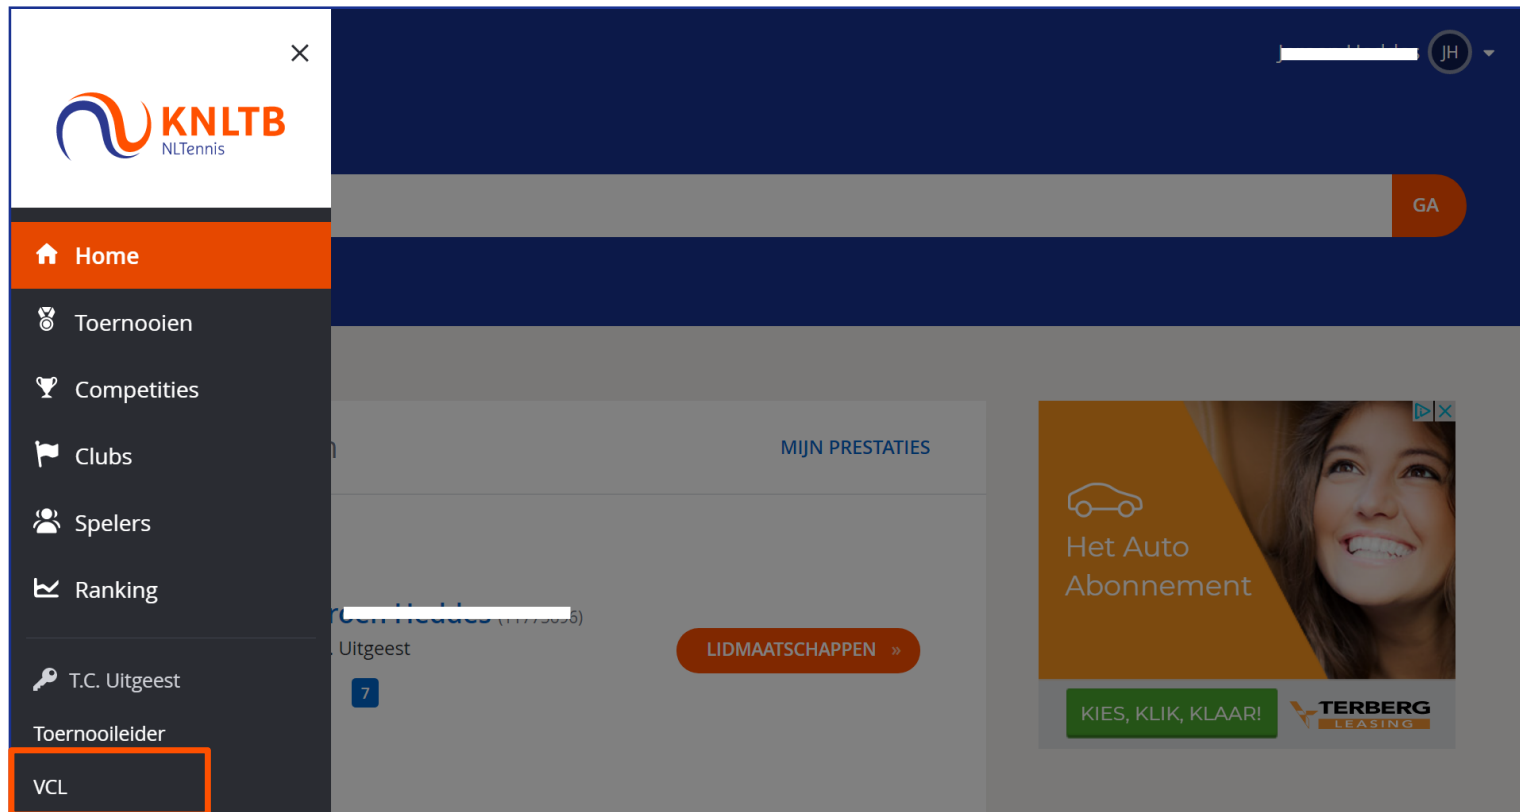 KNLTB
NLTennis
JH
GA
Home
Toernooien
Competities
Clubs
Spelers
Ranking
T.C. Uitgeest
Toernooileider
VCL
MIJN PRESTATIES
. Uitgeest
7
LIDMAATSCHAPPEN »
Het Auto
Abonnement
KIES, KLIK, KLAAR!
TERBERG
LEASING